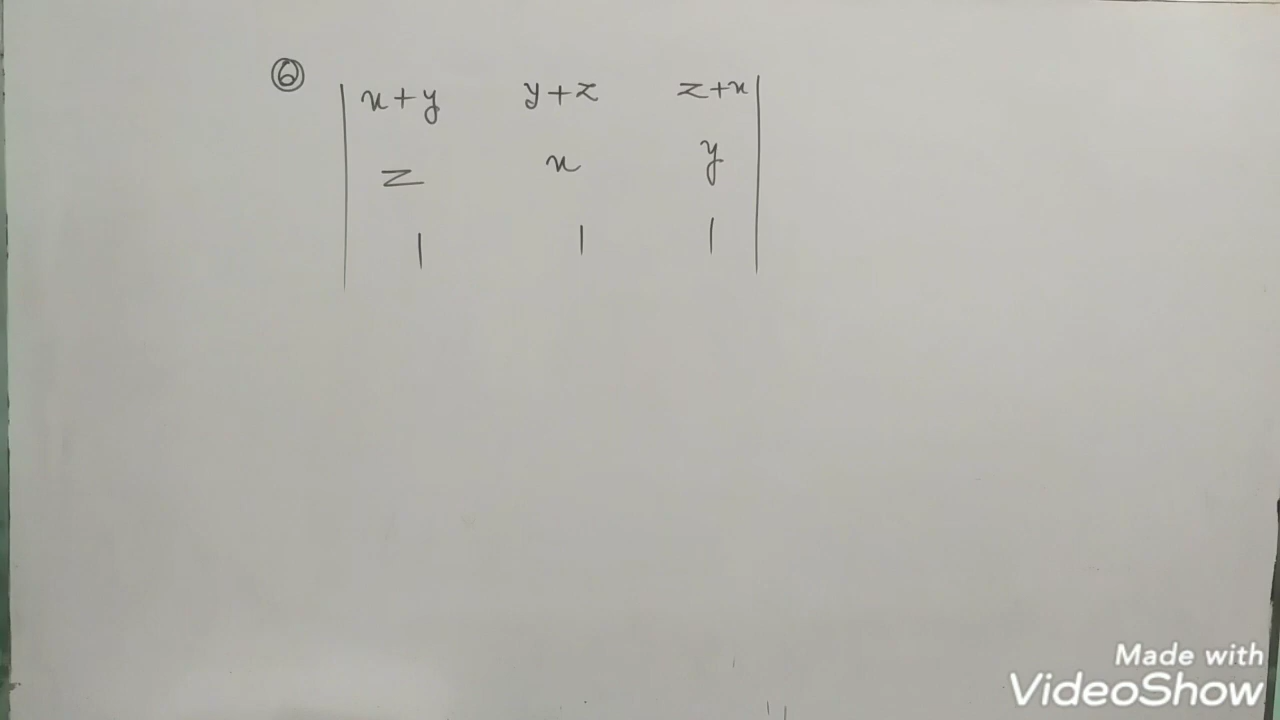 ⑥
x+y y+z z+x
z x y
1 1 1
Made with
VideoShow